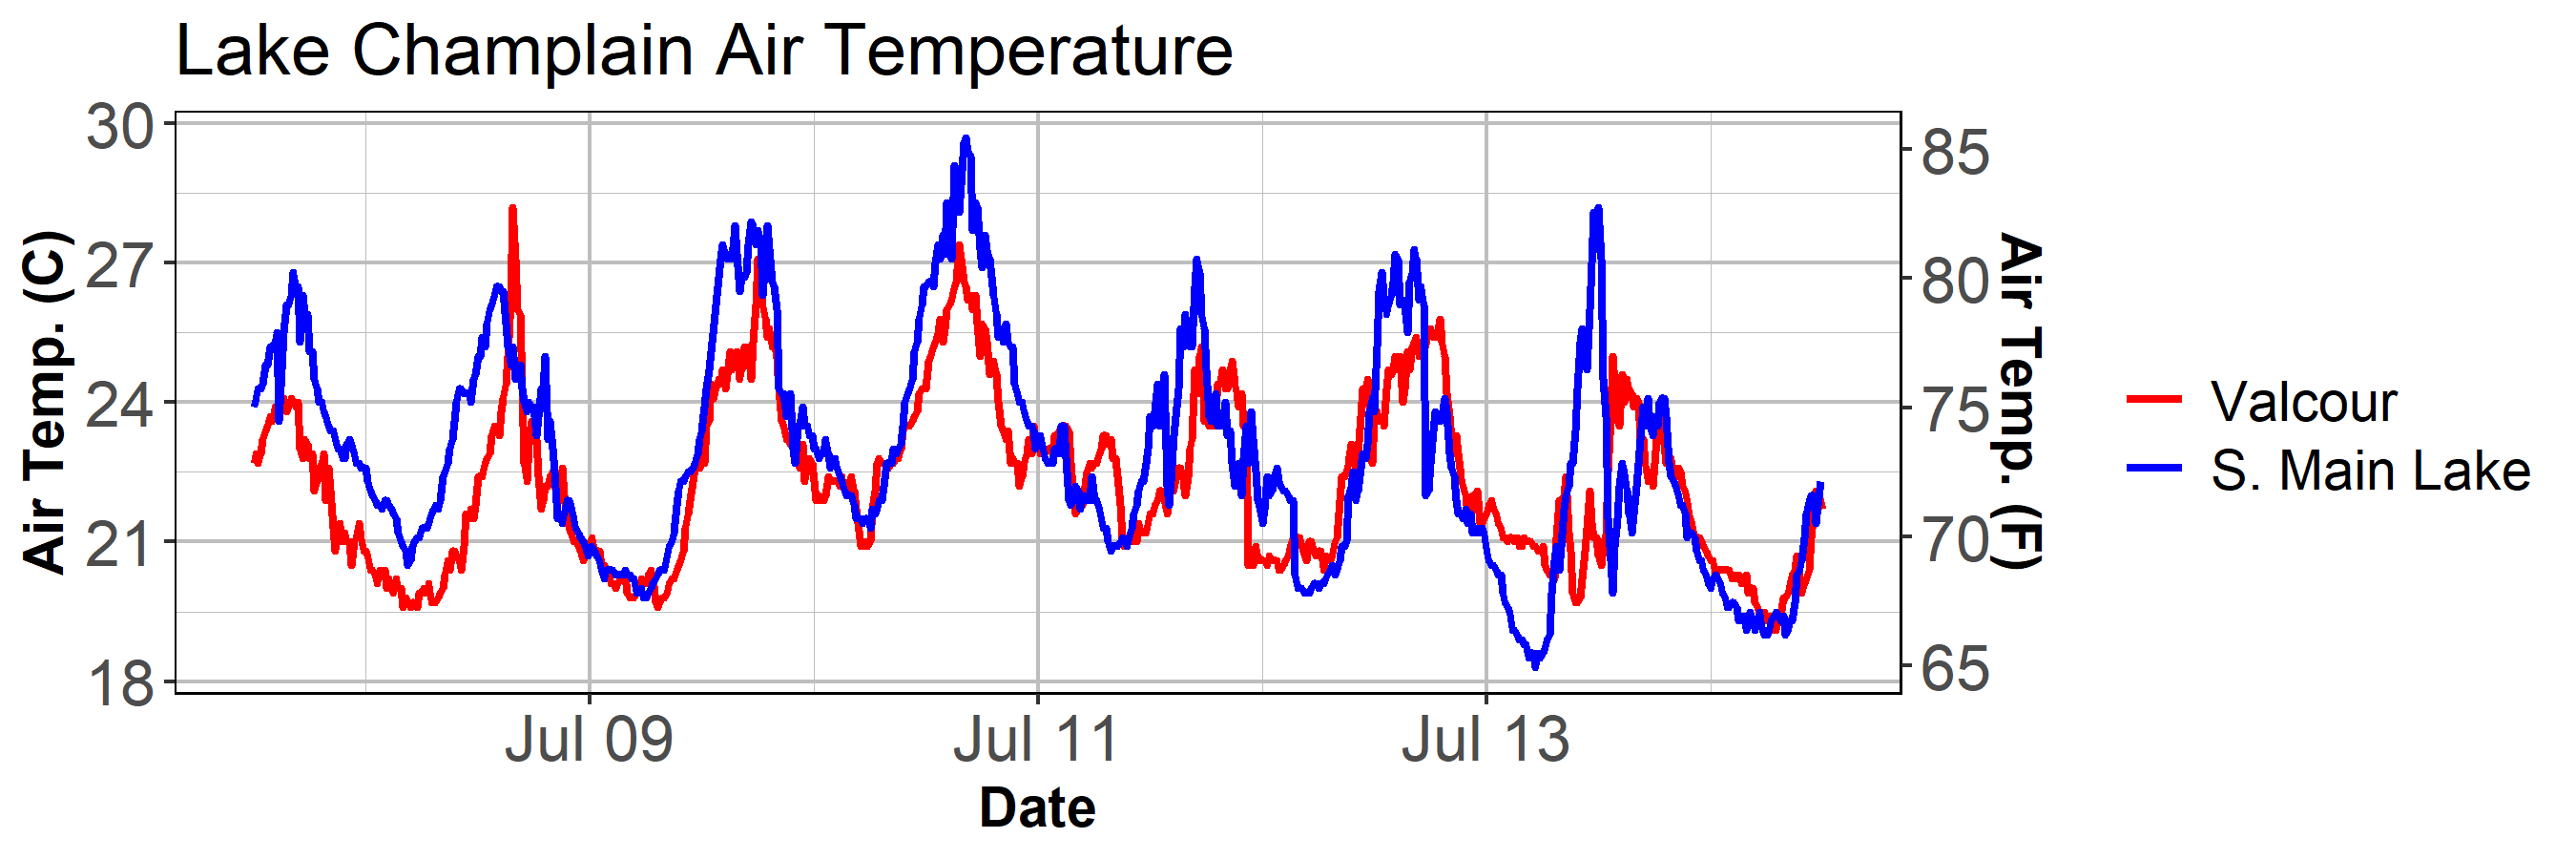 Lake Champlain Air Temperature
30
27
24
21
18
Air Temp. (C)
85
80
75
70
65
Air Temp. (F)
Jul 09
Jul 11
Jul 13
Date
Valcour
S. Main Lake